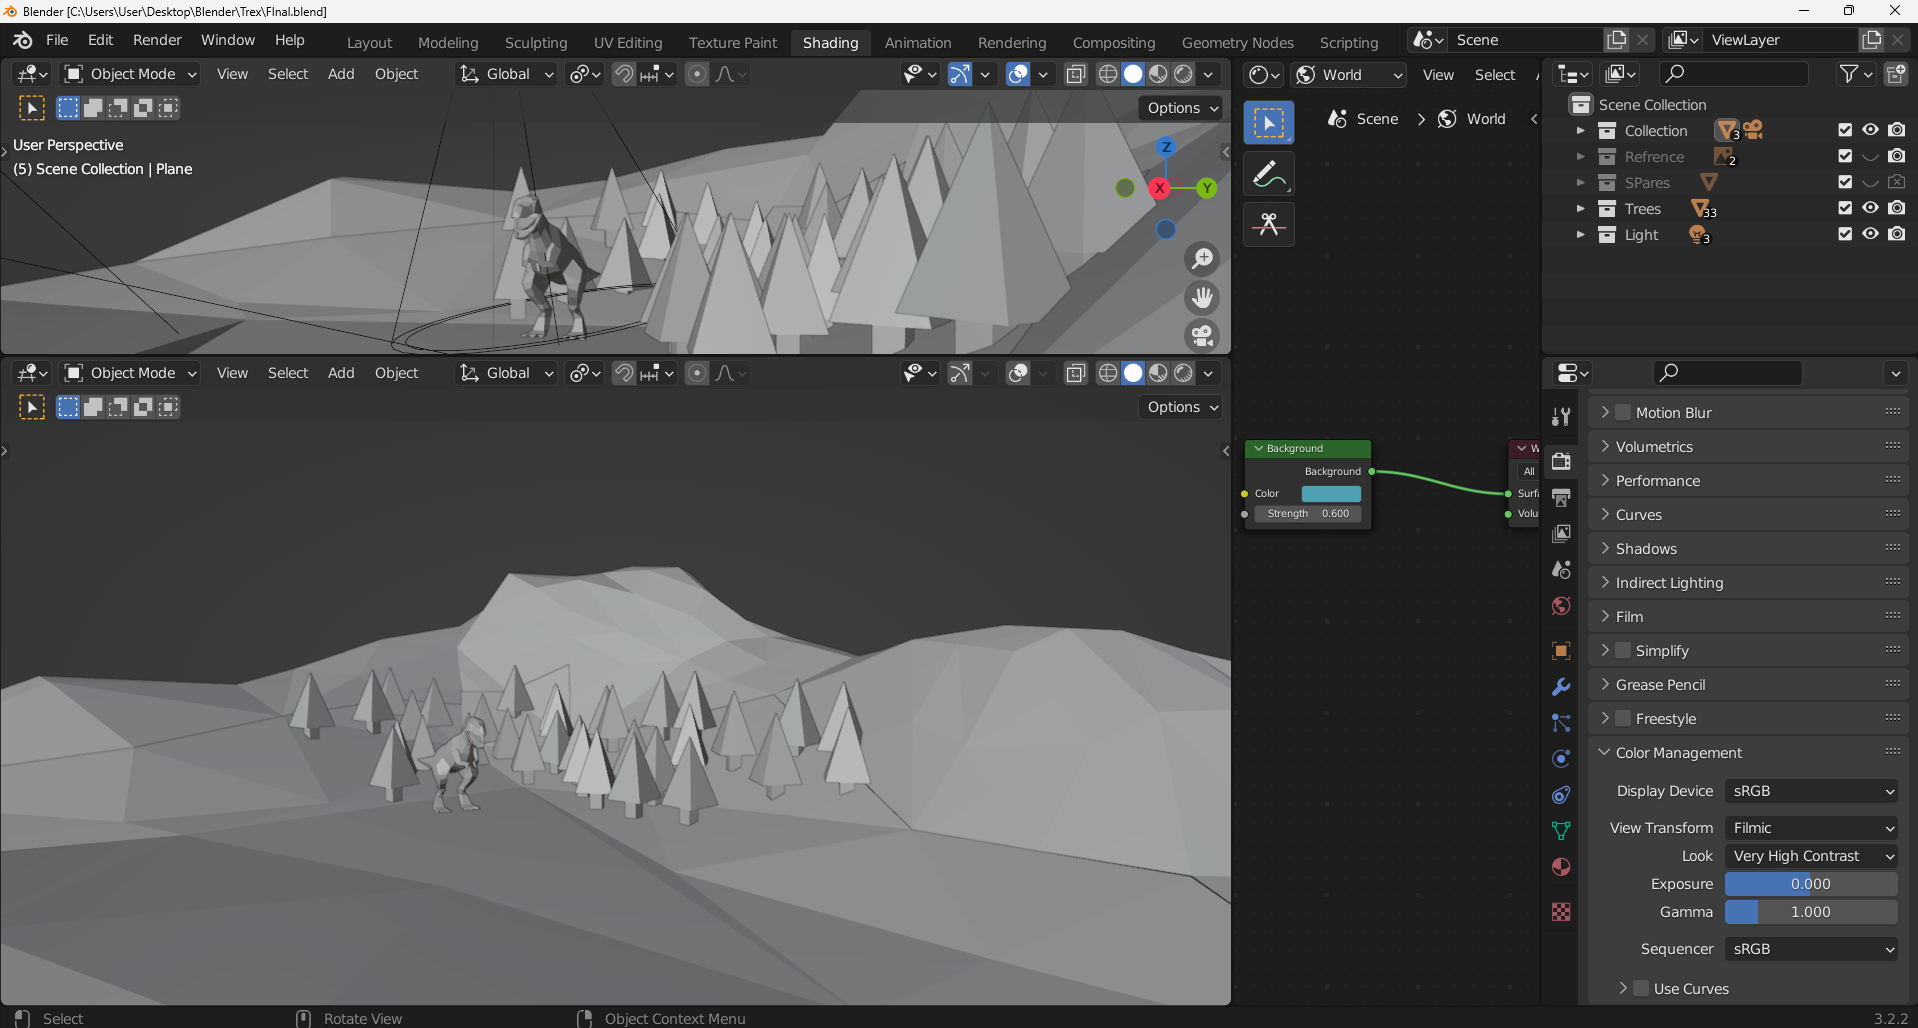 Blender [C:\Users\User\Desktop\Blender\Trex\FInal.blend]
File Edit Render Window Help Layout Modeling Sculpting UV Editing Texture Paint Shading Animation Rendering Compositing Geometry Nodes Scripting Scene ViewLayer
Object Mode View Select Add Object Global World View Select
Options
User Perspective
(5) Scene Collection | Plane
Z
X
Y
Scene > World
Scene Collection
Collection 3
Refrence 2
SPares
Trees 33
Light 3
Object Mode View Select Add Object Global
Options
Background
Background
Color
Strength 0.600
W
All
Surfa
Volu
Motion Blur
Volumetrics
Performance
Curves
Shadows
Indirect Lighting
Film
Simplify
Grease Pencil
Freestyle
Color Management
Display Device sRGB
View Transform Filmic
Look Very High Contrast
Exposure 0.000
Gamma 1.000
Sequencer sRGB
Use Curves
Select Rotate View Object Context Menu 3.2.2